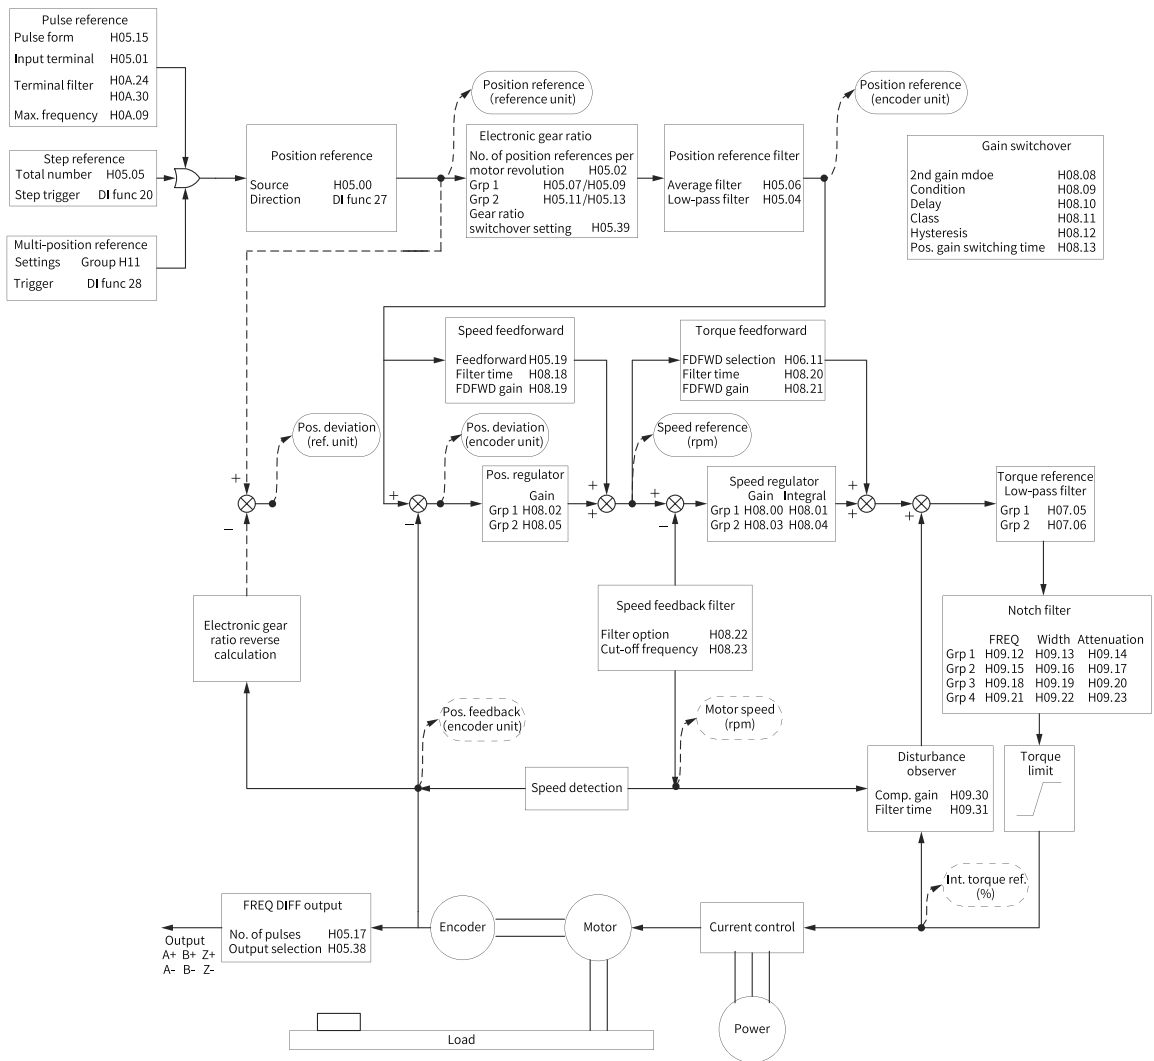 Pulse reference
Pulse form H05.15
Input terminal H05.01
Terminal filter H0A.24
H0A.30
Max. frequency H0A.09
Step reference
Total number H05.05
Step trigger DI func 20
Multi-position reference
Settings Group H11
Trigger DI func 28
Position reference
Source H05.00
Direction DI func 27
Position reference
(reference unit)
Electronic gear ratio
No. of position references per
motor revolution H05.02
Grp 1 H05.07/H05.09
Grp 2 H05.11/H05.13
Gear ratio
switchover setting H05.39
Position reference filter
Average filter H05.06
Low-pass filter H05.04
Position reference
(encoder unit)
Gain switchover
2nd gain mdoe H08.08
Condition H08.09
Delay H08.10
Class H08.11
Hysteresis H08.12
Pos. gain switching time H08.13
Speed feedforward
Feedforward H05.19
Filter time H08.18
FDFWD gain H08.19
Torque feedforward
FDFWD selection H06.11
Filter time H08.20
FDFWD gain H08.21
Pos. deviation
(ref. unit)
Pos. deviation
(encoder unit)
Speed reference
(rpm)
+
−
+
−
Pos. regulator
Gain
Grp 1 H08.02
Grp 2 H08.05
+
+
+
−
Speed regulator
Gain Integral
Grp 1 H08.00 H08.01
Grp 2 H08.03 H08.04
+
+
+
+
Torque reference
Low-pass filter
Grp 1 H07.05
Grp 2 H07.06
Electronic gear
ratio reverse
calculation
Speed feedback filter
Filter option H08.22
Cut-off frequency H08.23
Notch filter
FREQ Width Attenuation
Grp 1 H09.12 H09.13 H09.14
Grp 2 H09.15 H09.16 H09.17
Grp 3 H09.18 H09.19 H09.20
Grp 4 H09.21 H09.22 H09.23
Pos. feedback
(encoder unit)
Motor speed
(rpm)
Speed detection
Disturbance
observer
Comp. gain H09.30
Filter time H09.31
Torque
limit
Int. torque ref.
(%)
FREQ DIFF output
No. of pulses H05.17
Output selection H05.38
Output
A+ B+ Z+
A- B- Z-
Encoder
Motor
Current control
Power
Load